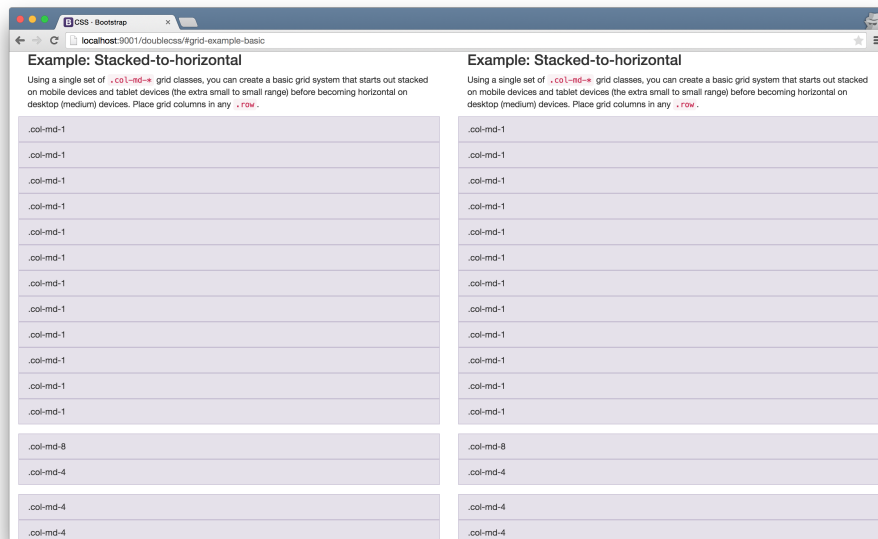 CSS · Bootstrap
localhost:9001/doublecss/#grid-example-basic
Example: Stacked-to-horizontal
Using a single set of .col-md-* grid classes, you can create a basic grid system that starts out stacked
on mobile devices and tablet devices (the extra small to small range) before becoming horizontal on
desktop (medium) devices. Place grid columns in any .row.
.col-md-1
.col-md-1
.col-md-1
.col-md-1
.col-md-1
.col-md-1
.col-md-1
.col-md-1
.col-md-1
.col-md-1
.col-md-1
.col-md-1
.col-md-8
.col-md-4
.col-md-4
.col-md-4
Example: Stacked-to-horizontal
Using a single set of .col-md-* grid classes, you can create a basic grid system that starts out stacked
on mobile devices and tablet devices (the extra small to small range) before becoming horizontal on
desktop (medium) devices. Place grid columns in any .row.
.col-md-1
.col-md-1
.col-md-1
.col-md-1
.col-md-1
.col-md-1
.col-md-1
.col-md-1
.col-md-1
.col-md-1
.col-md-1
.col-md-1
.col-md-8
.col-md-4
.col-md-4
.col-md-4